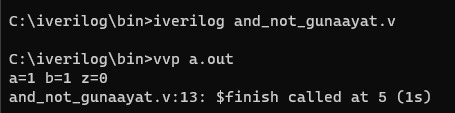 C:\iverilog\bin>iverilog and_not_gunaayat.v
C:\iverilog\bin>vvp a.out
a=1 b=1 z=0
and_not_gunaayat.v:13: $finish called at 5 (1s)